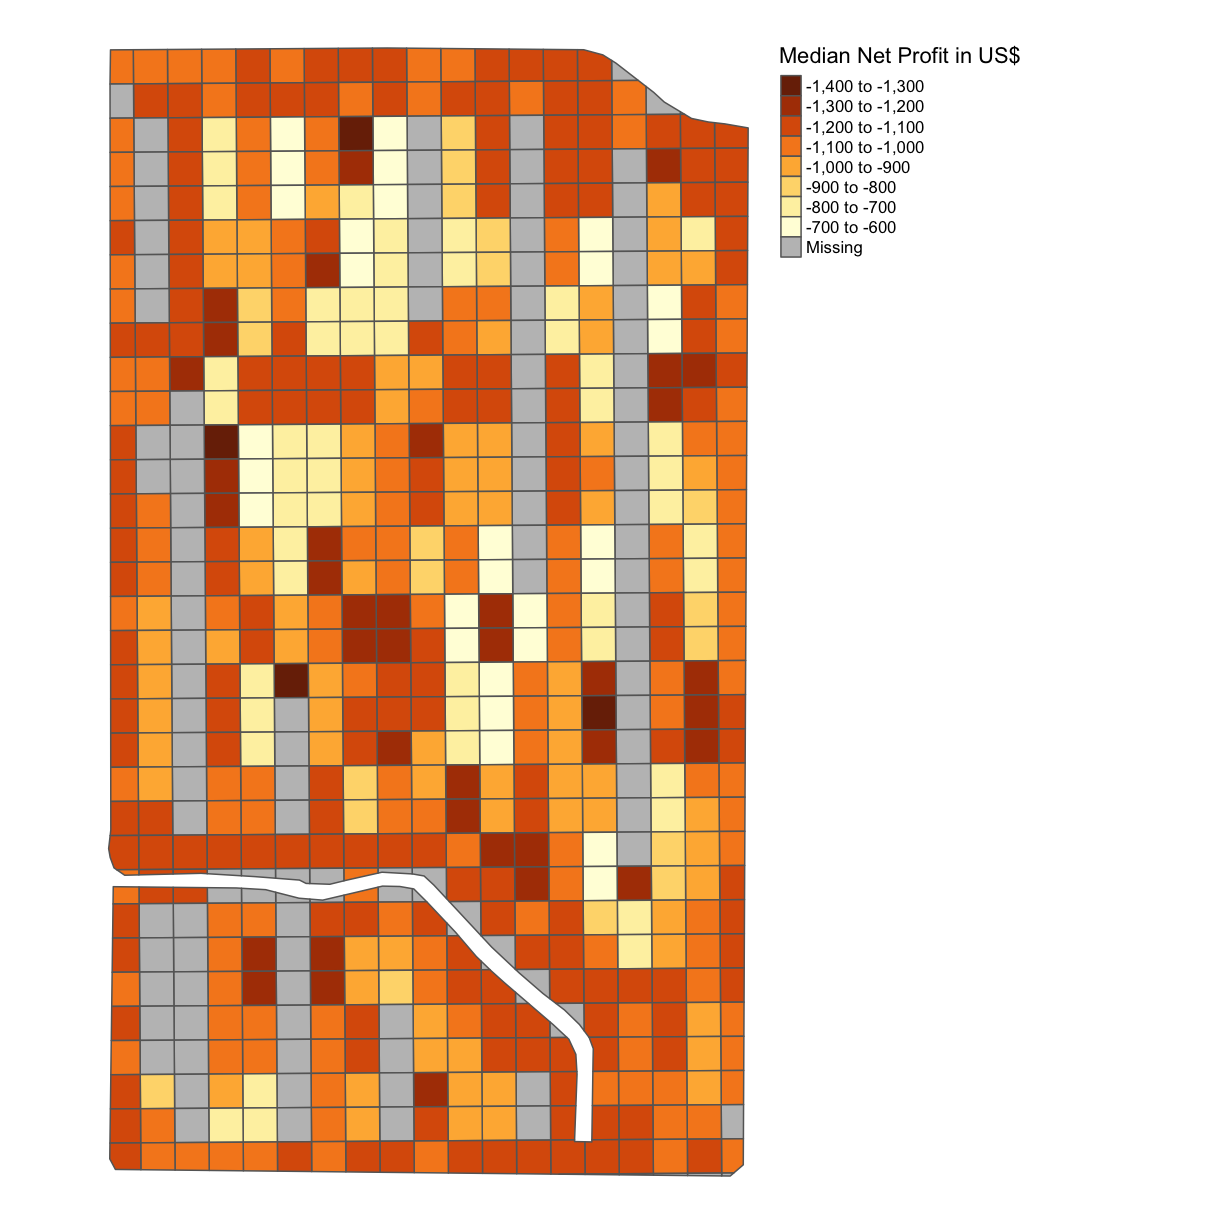 Median Net Profit in US$
-1,400 to -1,300
-1,300 to -1,200
-1,200 to -1,100
-1,100 to -1,000
-1,000 to -900
-900 to -800
-800 to -700
-700 to -600
Missing